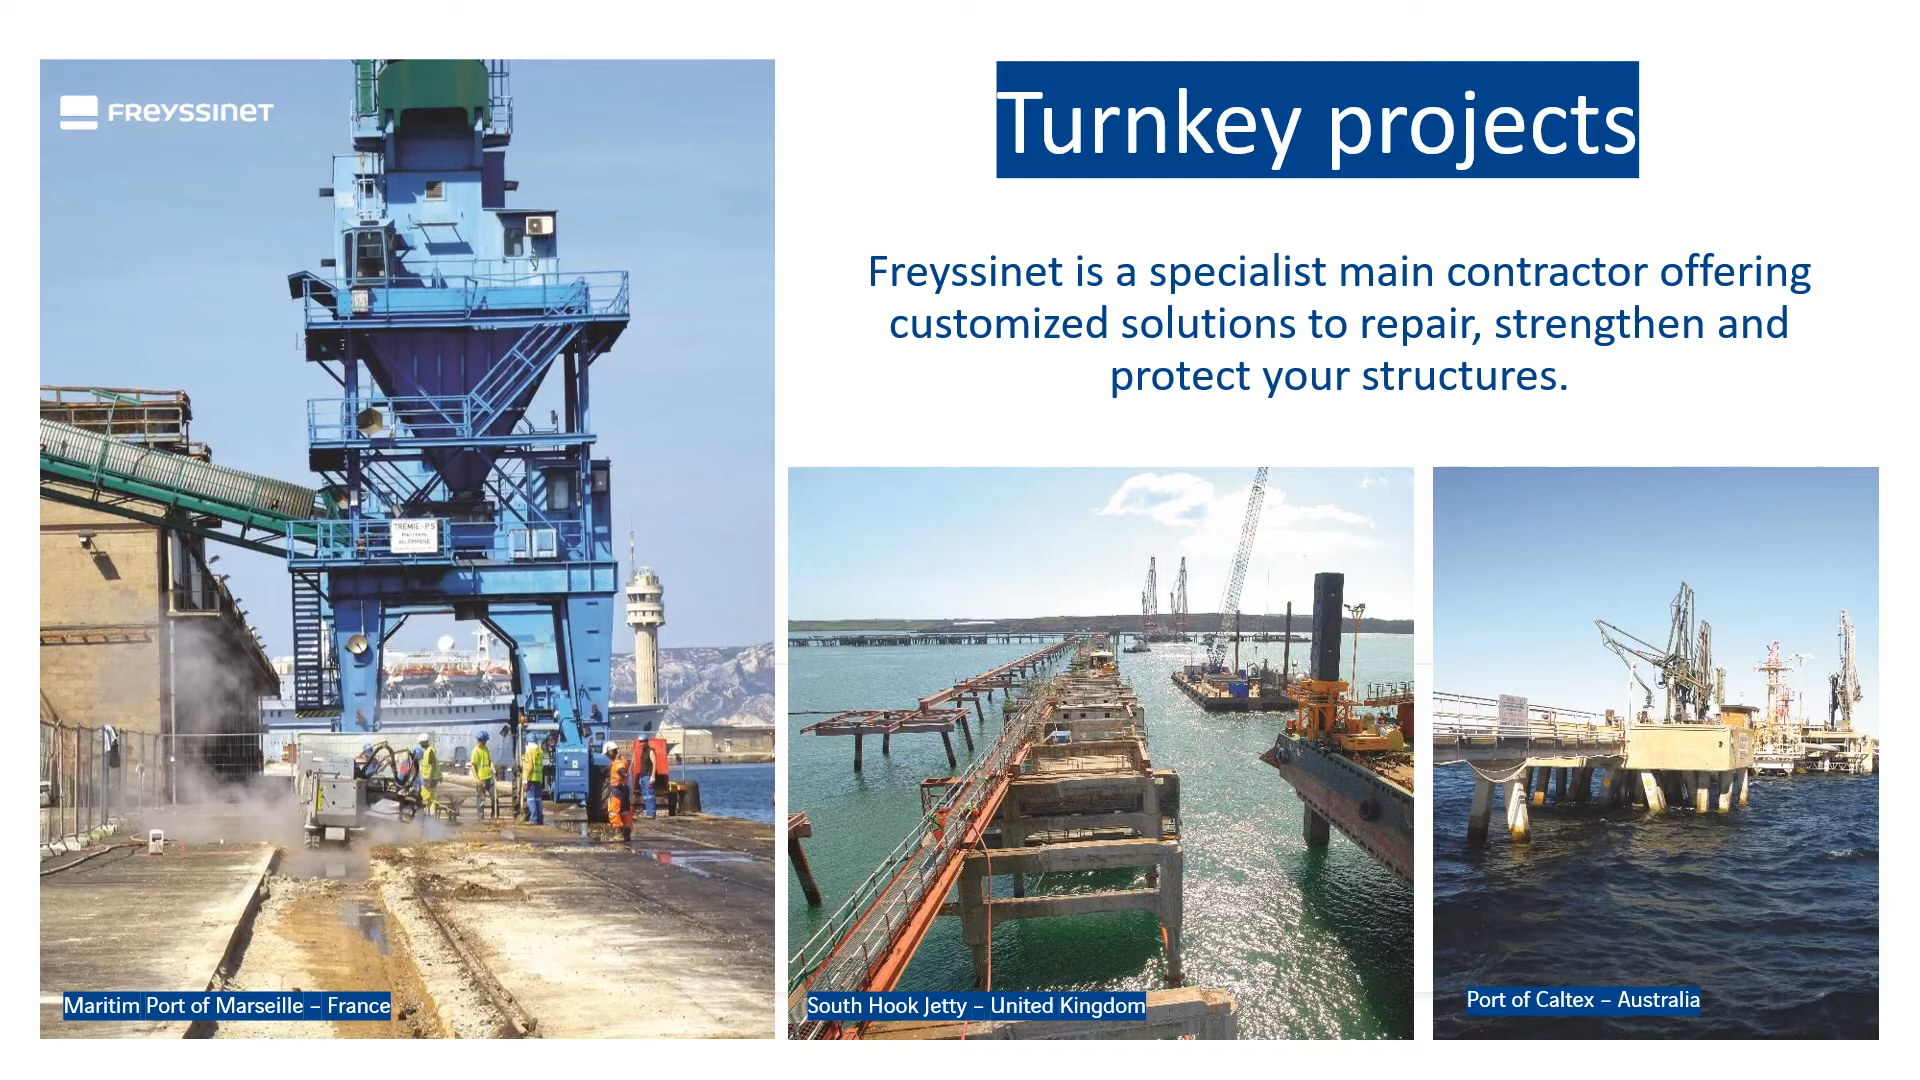 FREYSSINET
Turnkey projects
Freyssinet is a specialist main contractor offering
customized solutions to repair, strengthen and
protect your structures.
TREMIE - P.S
Maritim Port of Marseille – France
South Hook Jetty – United Kingdom
Port of Caltex – Australia